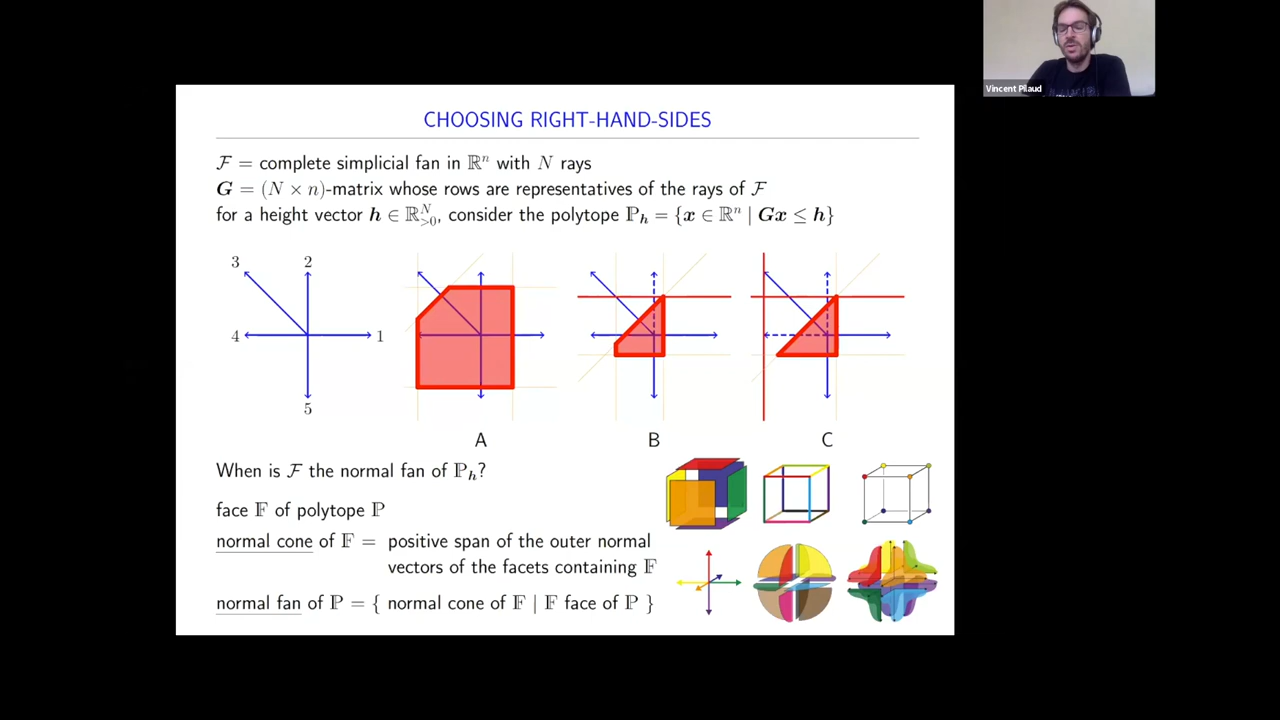 Vincent Pilaud
CHOOSING RIGHT-HAND-SIDES
ℱ = complete simplicial fan in ℝⁿ with N rays
G = (N × n)-matrix whose rows are representatives of the rays of ℱ
for a height vector h ∈ ℝ^N_{>0}, consider the polytope ℙ_h = {x ∈ ℝⁿ | Gx ≤ h}
3 2
4 1
5
A B C
When is ℱ the normal fan of ℙ_h?
face 𝔽 of polytope ℙ
normal cone of 𝔽 = positive span of the outer normal
vectors of the facets containing 𝔽
normal fan of ℙ = { normal cone of 𝔽 | 𝔽 face of ℙ }